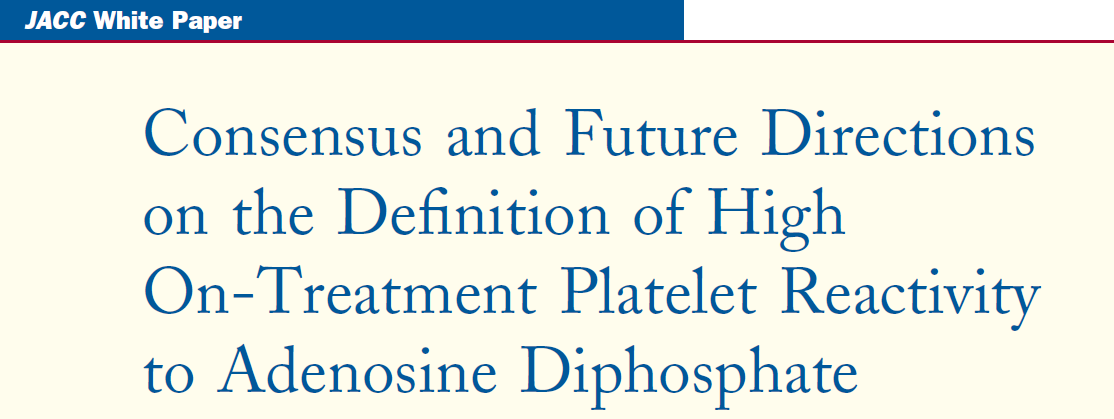 JACC White Paper
Consensus and Future Directions
on the Definition of High
On-Treatment Platelet Reactivity
to Adenosine Diphosphate